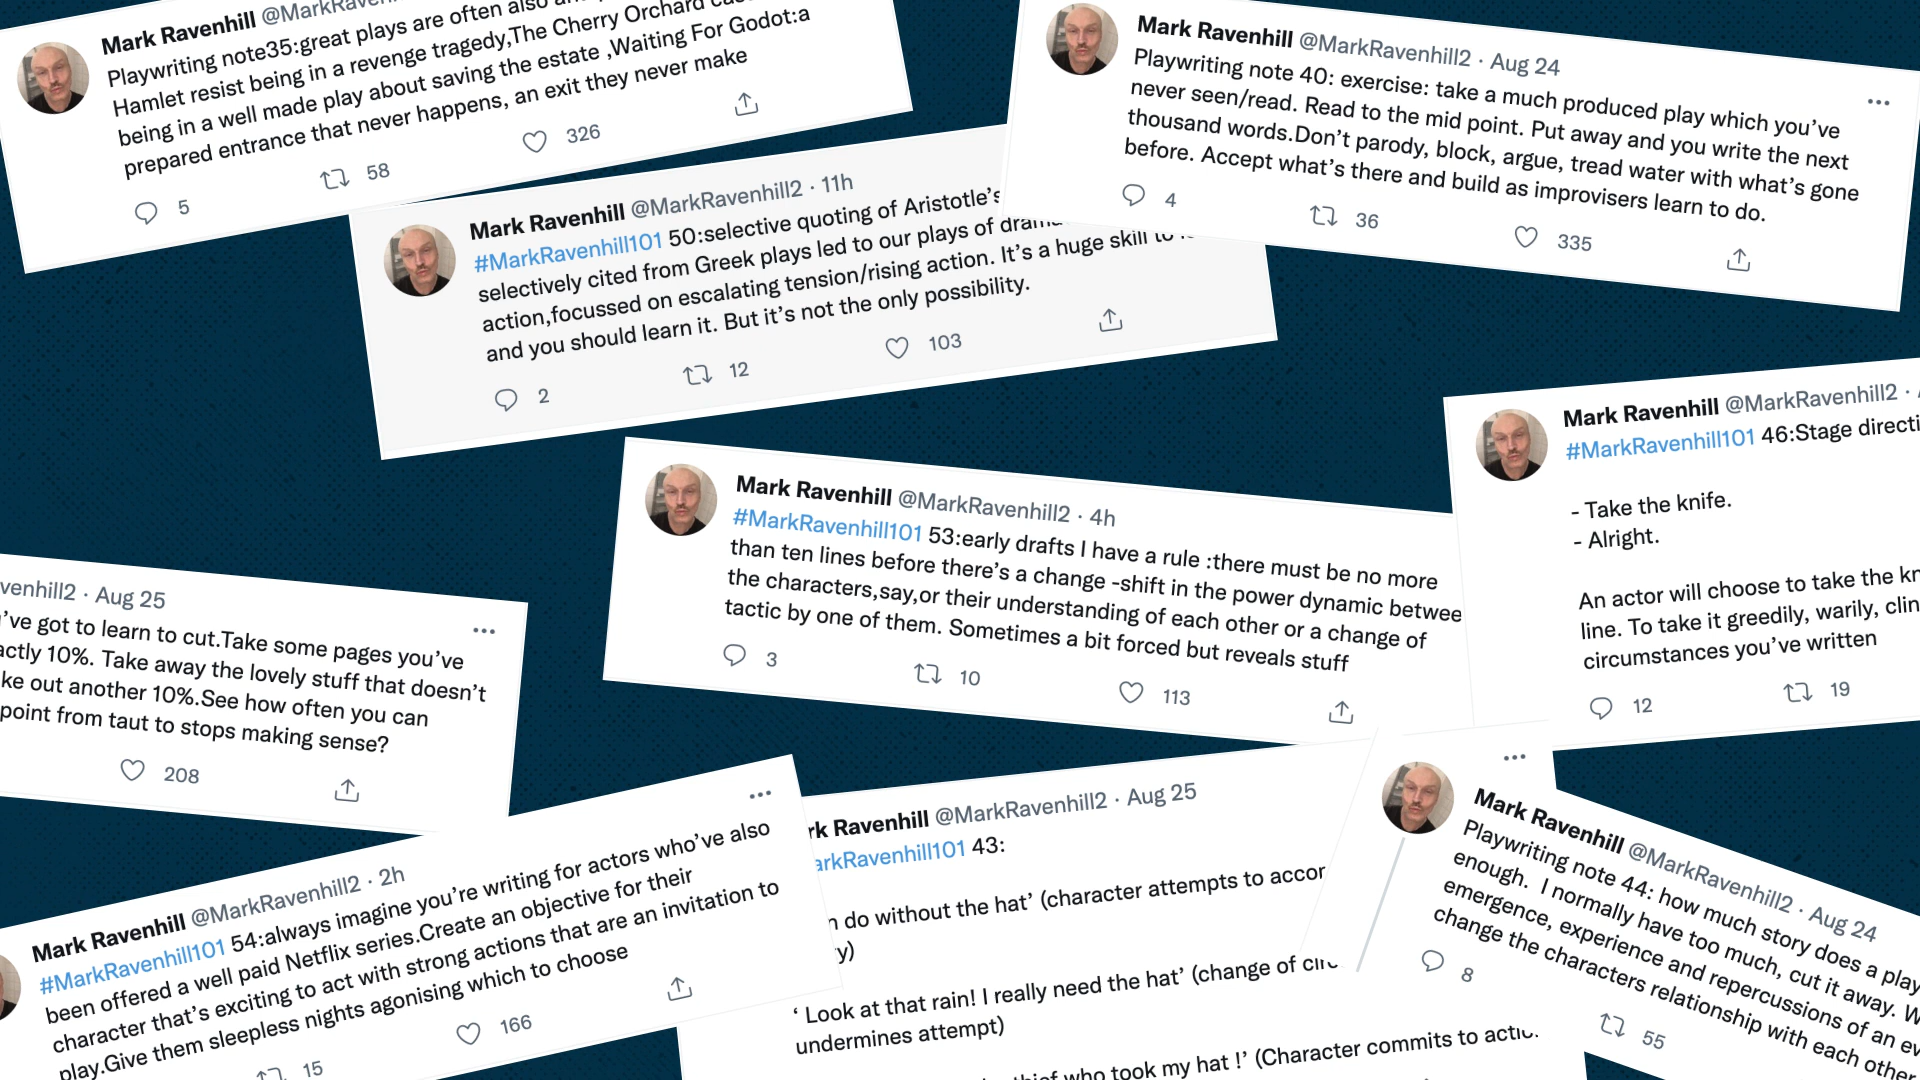 Mark Ravenhill
Playwriting note35:great plays are often also
Hamlet resist being in a revenge tragedy,The Cherry Orchard
being in a well made play about saving the estate ,Waiting For Godot:a
prepared entrance that never happens, an exit they never make
5 58 326
Mark Ravenhill @MarkRavenhill2 · Aug 24
Playwriting note 40: exercise: take a much produced play which you’ve
never seen/read. Read to the mid point. Put away and you write the next
thousand words.Don’t parody, block, argue, tread water with what’s gone
before. Accept what’s there and build as improvisers learn to do.
4 36 335
Mark Ravenhill @MarkRavenhill2 · 11h
#MarkRavenhill101 50:selective quoting of Aristotle’s
selectively cited from Greek plays led to our plays of
action,focussed on escalating tension/rising action. It’s a huge skill to
and you should learn it. But it’s not the only possibility.
2 12 103
Mark Ravenhill @MarkRavenhill2 ·
#MarkRavenhill101 46:Stage
- Take the knife.
- Alright.
An actor will choose to take the
line. To take it greedily, warily,
circumstances you’ve written
12 19
Mark Ravenhill @MarkRavenhill2 · 4h
#MarkRavenhill101 53:early drafts I have a rule :there must be no more
than ten lines before there’s a change -shift in the power dynamic betwee
the characters,say,or their understanding of each other or a change of
tactic by one of them. Sometimes a bit forced but reveals stuff
3 10 113
venhill2 · Aug 25
’ve got to learn to cut.Take some pages you’ve
actly 10%. Take away the lovely stuff that doesn’t
ke out another 10%.See how often you can
point from taut to stops making sense?
208
Mark Ravenhill @MarkRavenhill2 · 2h
#MarkRavenhill101 54:always imagine you’re writing for actors who’ve also
been offered a well paid Netflix series.Create an objective for their
character that’s exciting to act with strong actions that are an invitation to
play.Give them sleepless nights agonising which to choose
15 166
rk Ravenhill @MarkRavenhill2 · Aug 25
arkRavenhill101 43:
n do without the hat’ (character attempts to accor
y)
‘ Look at that rain! I really need the hat’ (change of
undermines attempt)
who took my hat !’ (Character commits to
Mark Ravenhill @MarkRavenhill2 · Aug 24
Playwriting note 44: how much story does a play
enough. I normally have too much, cut it away. W
emergence, experience and repercussions of an ev
change the characters relationship with each other
8 55